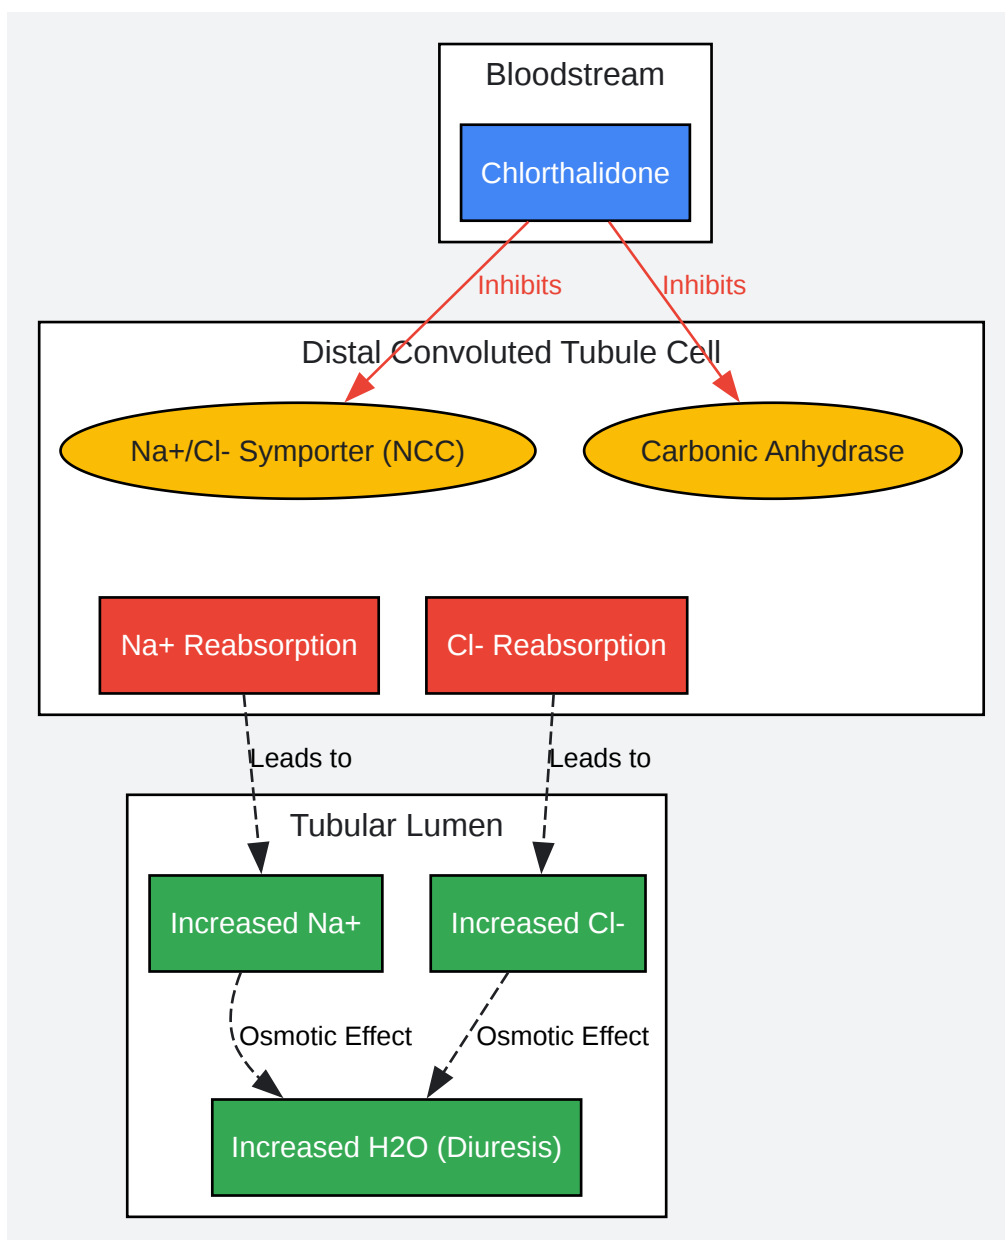 Bloodstream
Chlorthalidone
Inhibits
Inhibits
Distal Convoluted Tubule Cell
Na+/Cl- Symporter (NCC)
Carbonic Anhydrase
Na+ Reabsorption
Cl- Reabsorption
Leads to
Leads to
Tubular Lumen
Increased Na+
Increased Cl-
Osmotic Effect
Osmotic Effect
Increased H2O (Diuresis)